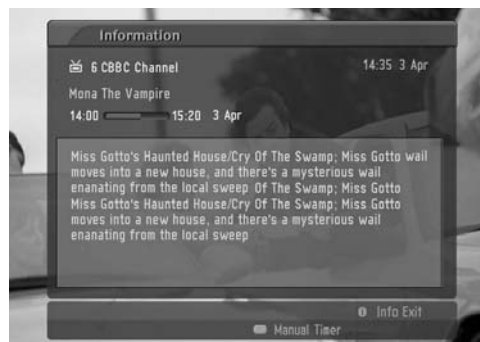 Information
6 CBBC Channel 14:35 3 Apr
Mona The Vampire
14:00 15:20 3 Apr
Miss Gotto's Haunted House/Cry Of The Swamp; Miss Gotto wail
moves into a new house, and there's a mysterious wail
enanating from the local sweep Of The Swamp; Miss Gotto
Miss Gotto's Haunted House/Cry Of The Swamp; Miss Gotto
moves into a new house, and there's a mysterious wail
enanating from the local sweep
i Info Exit
Manual Timer